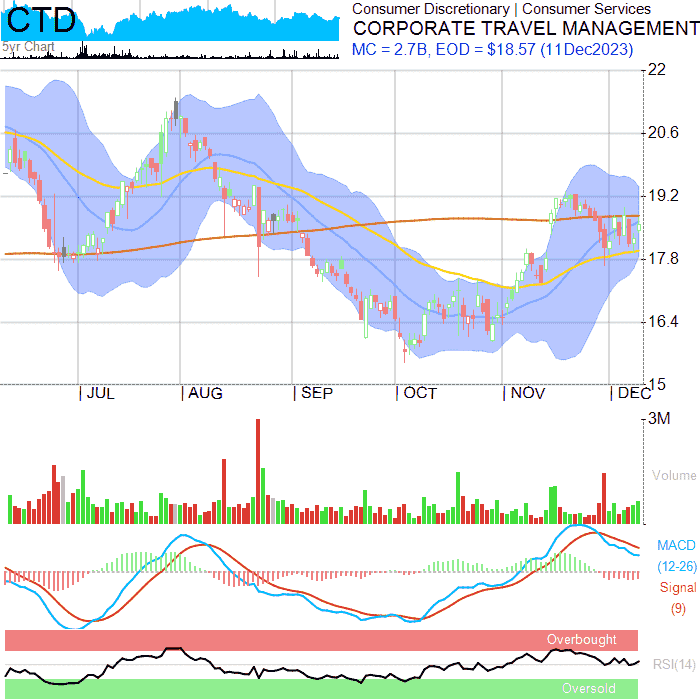 CTD
5yr Chart
Consumer Discretionary | Consumer Services
CORPORATE TRAVEL MANAGEMENT
MC = 2.7B, EOD = $18.57 (11Dec2023)
22
20.6
19.2
17.8
16.4
15
| JUL | AUG | SEP | OCT | NOV | DEC
3M
Volume
MACD
(12-26)
Signal
(9)
Overbought
RSI(14)
Oversold